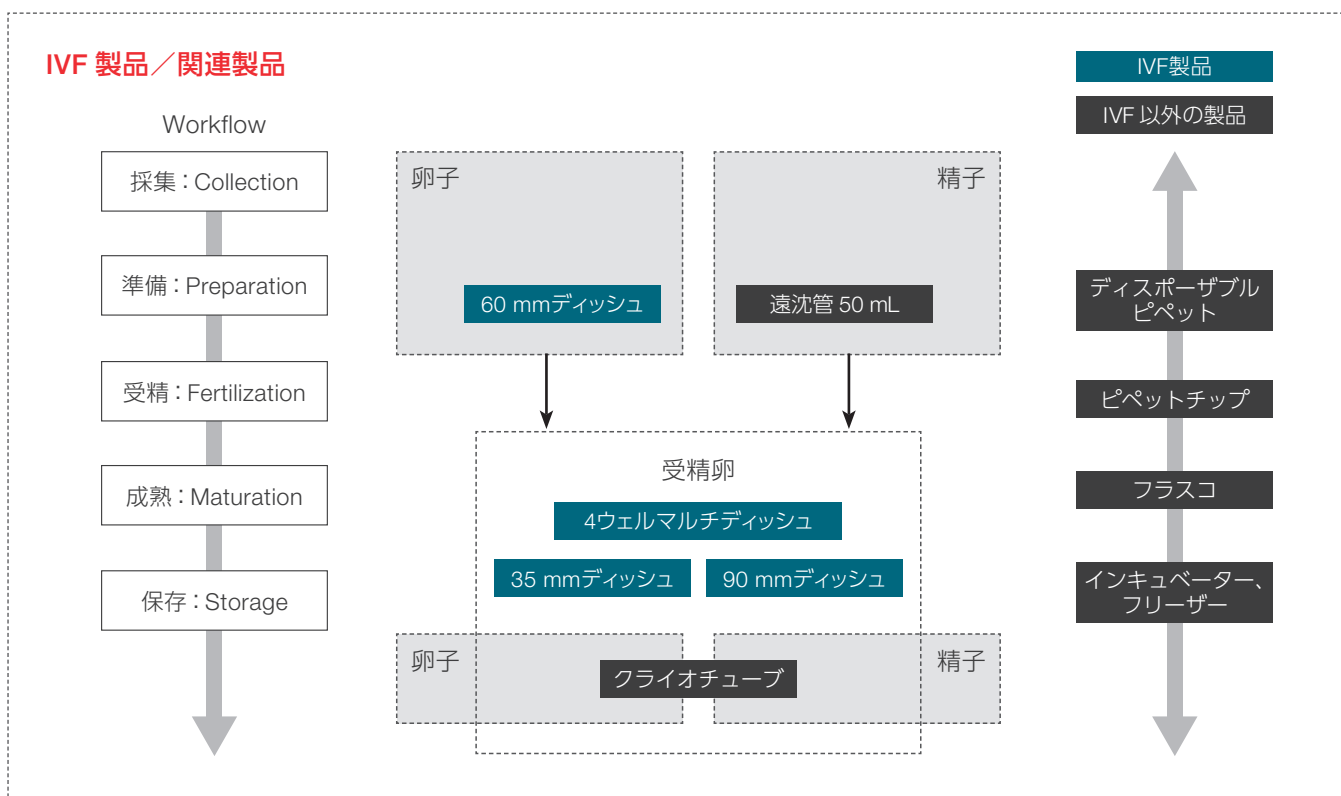 IVF 製品／関連製品
Workflow
採集：Collection
準備：Preparation
受精：Fertilization
成熟：Maturation
保存：Storage
卵子
60 mmディッシュ
精子
遠沈管 50 mL
受精卵
4ウェルマルチディッシュ
35 mmディッシュ
90 mmディッシュ
卵子
クライオチューブ
精子
IVF製品
IVF 以外の製品
ディスポーザブル
ピペット
ピペットチップ
フラスコ
インキュベーター、
フリーザー